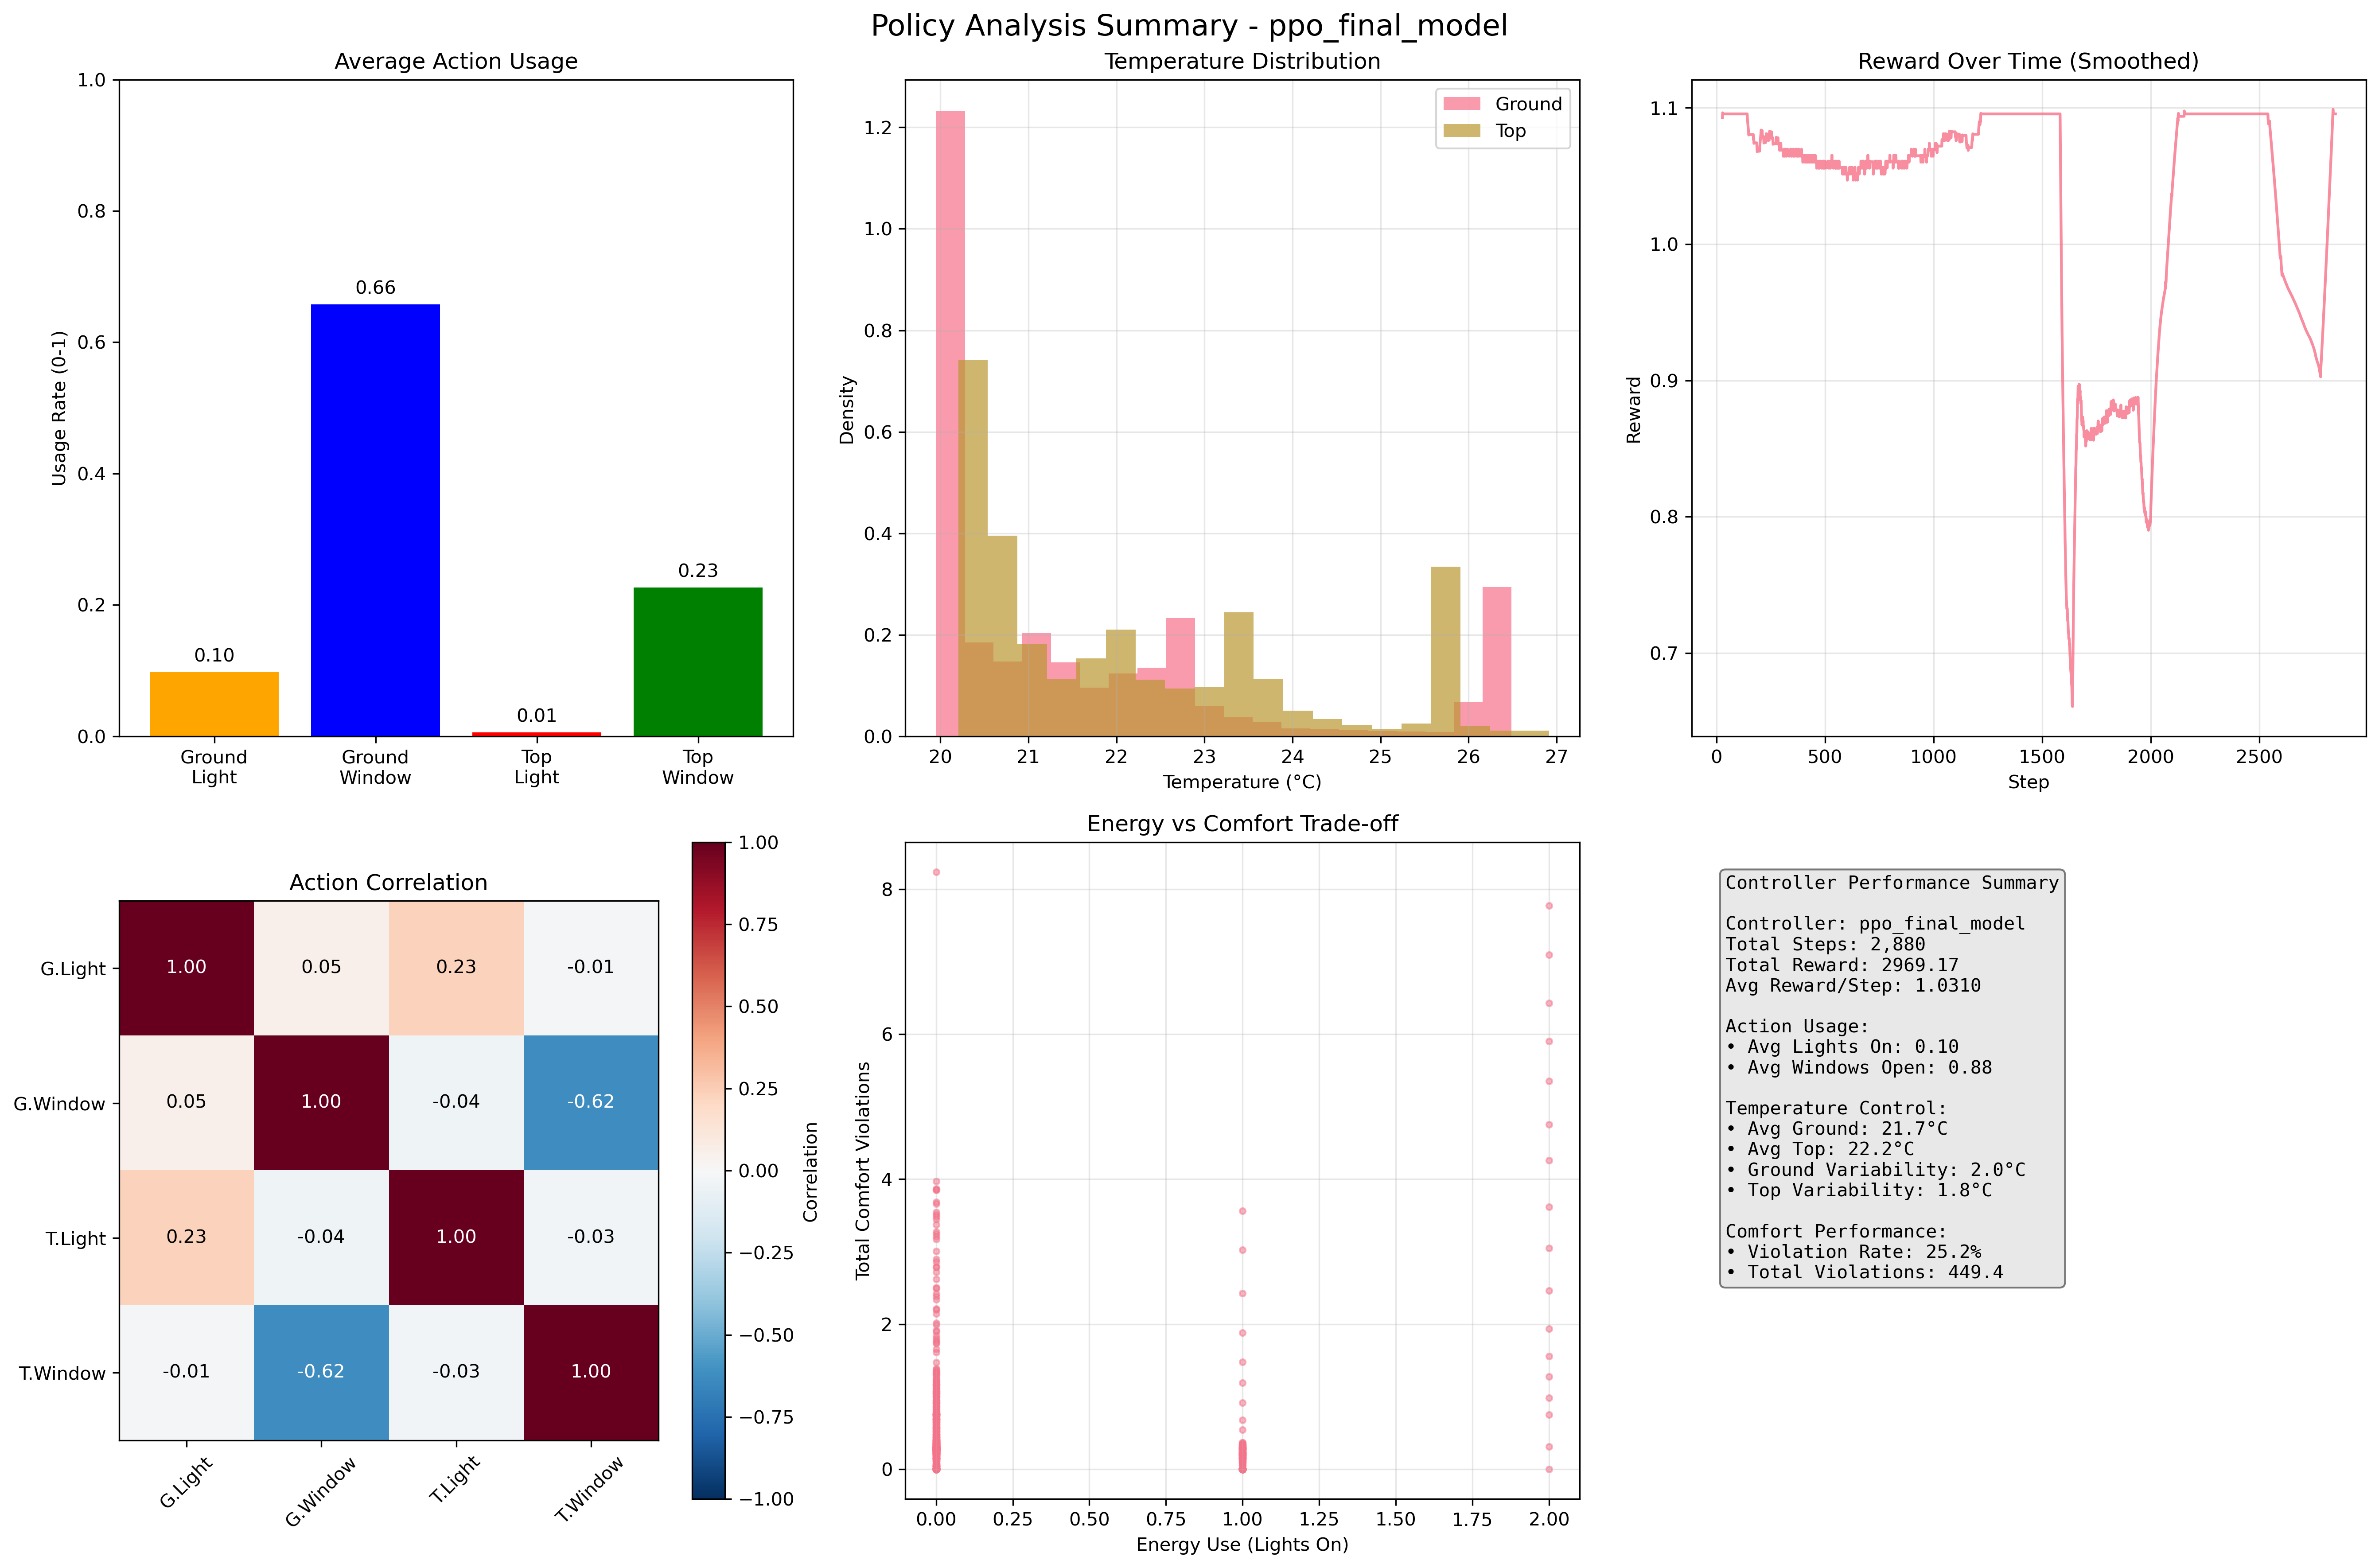 Policy Analysis Summary - ppo_final_model
Average Action Usage
1.0
0.8
0.6
0.4
0.2
0.0
Usage Rate (0-1)
0.10
0.66
0.01
0.23
Ground
Light
Ground
Window
Top
Light
Top
Window
Temperature Distribution
Ground
Top
1.2
1.0
0.8
0.6
0.4
0.2
0.0
Density
20
21
22
23
24
25
26
27
Temperature (°C)
Reward Over Time (Smoothed)
1.1
1.0
0.9
0.8
0.7
Reward
0
500
1000
1500
2000
2500
Step
Action Correlation
G.Light
G.Window
T.Light
T.Window
1.00
0.05
0.23
-0.01
0.05
1.00
-0.04
-0.62
0.23
-0.04
1.00
-0.03
-0.01
-0.62
-0.03
1.00
G.Light
G.Window
T.Light
T.Window
1.00
0.75
0.50
0.25
0.00
−0.25
−0.50
−0.75
−1.00
Correlation
Energy vs Comfort Trade-off
8
6
4
2
0
Total Comfort Violations
0.00
0.25
0.50
0.75
1.00
1.25
1.50
1.75
2.00
Energy Use (Lights On)
Controller Performance Summary
Controller: ppo_final_model
Total Steps: 2,880
Total Reward: 2969.17
Avg Reward/Step: 1.0310
Action Usage:
• Avg Lights On: 0.10
• Avg Windows Open: 0.88
Temperature Control:
• Avg Ground: 21.7°C
• Avg Top: 22.2°C
• Ground Variability: 2.0°C
• Top Variability: 1.8°C
Comfort Performance:
• Violation Rate: 25.2%
• Total Violations: 449.4